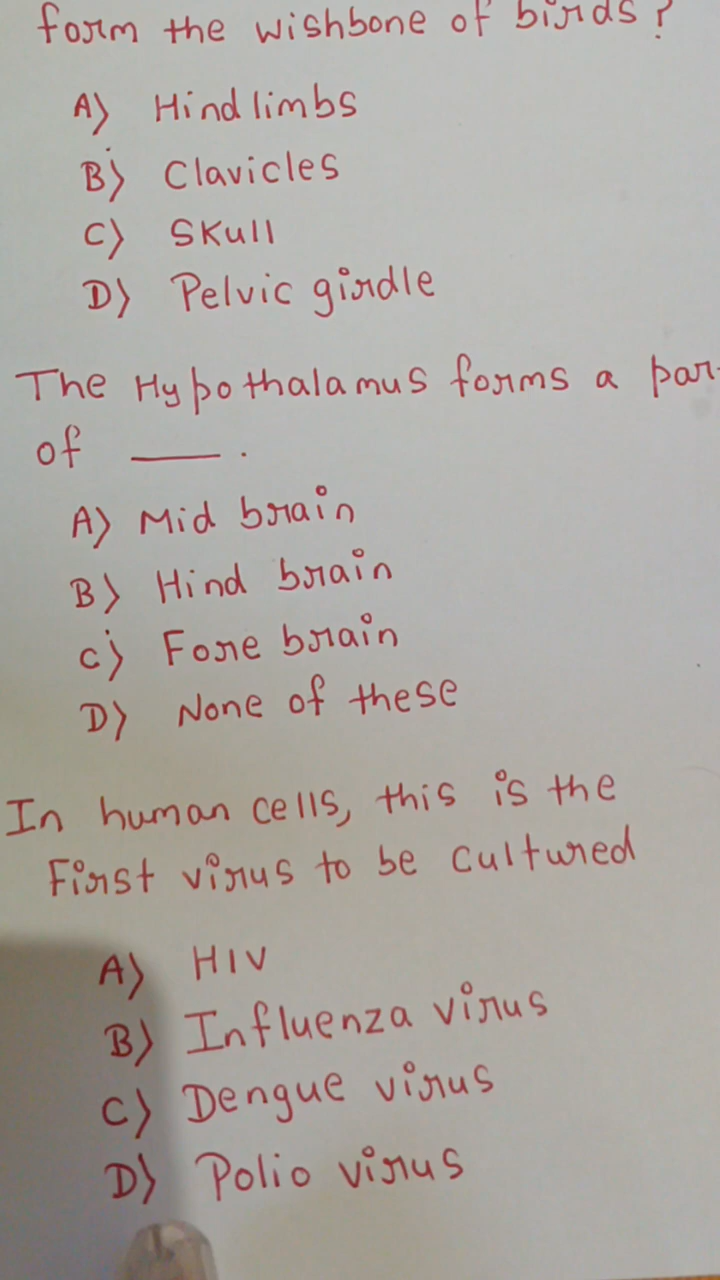 form the wishbone of birds?
A) Hind limbs
B) Clavicles
C) Skull
D) Pelvic girdle
The Hypothalamus forms a par
of ___.
A) Mid brain
B) Hind brain
C) Fore brain
D) None of these
In human cells, this is the
First virus to be cultured
A) HIV
B) Influenza virus
C) Dengue virus
D) Polio virus